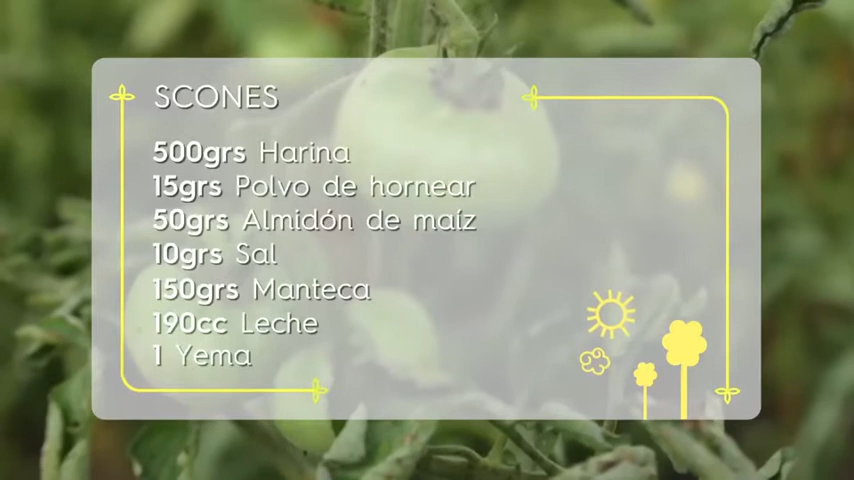 SCONES
500grs Harina
15grs Polvo de hornear
50grs Almidón de maíz
10grs Sal
150grs Manteca
190cc Leche
1 Yema